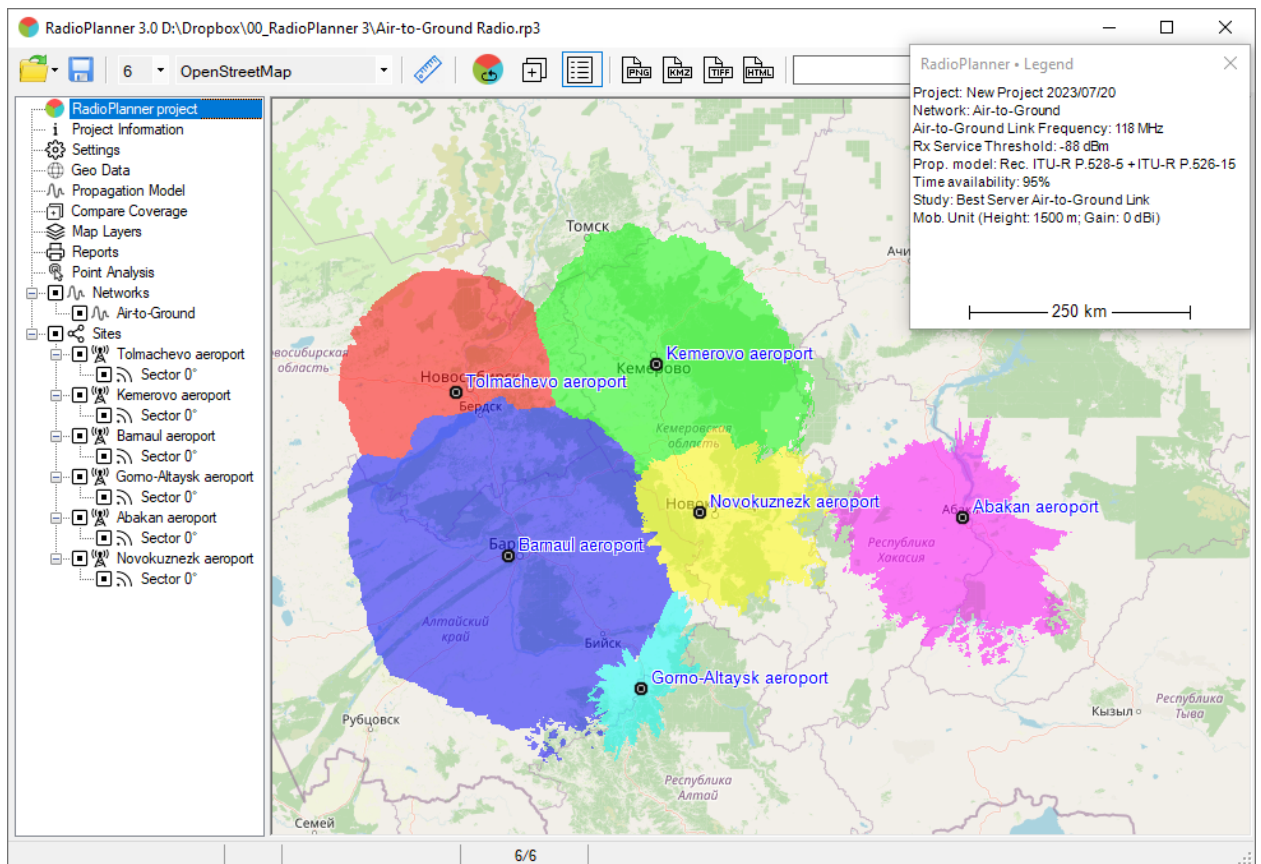 RadioPlanner 3.0 D:\Dropbox\00_RadioPlanner 3\Air-to-Ground Radio.rp3
6
OpenStreetMap
PNG
KMZ
TIFF
HTML
RadioPlanner • Legend
Project: New Project 2023/07/20
Network: Air-to-Ground
Air-to-Ground Link Frequency: 118 MHz
Rx Service Threshold: -88 dBm
Prop. model: Rec. ITU-R P.528-5 + ITU-R P.526-15
Time availability: 95%
Study: Best Server Air-to-Ground Link
Mob. Unit (Height: 1500 m; Gain: 0 dBi)
250 km
RadioPlanner project
Project Information
Settings
Geo Data
Propagation Model
Compare Coverage
Map Layers
Reports
Point Analysis
Networks
Air-to-Ground
Sites
Tolmachevo aeroport
Sector 0°
Kemerovo aeroport
Sector 0°
Barnaul aeroport
Sector 0°
Gorno-Altaysk aeroport
Sector 0°
Abakan aeroport
Sector 0°
Novokuznezk aeroport
Sector 0°
Томск
Ачи
область
Kemerovo aeroport
Tolmachevo aeroport
Бердск
Кемеровская
область
Novokuznezk aeroport
Abakan aeroport
Республика
Хакасия
Barnaul aeroport
Алтайский
край
Бийск
Gorno-Altaysk aeroport
Рубцовск
Кызыл
Республика
Тыва
Республика
Алтай
Семей
6/6